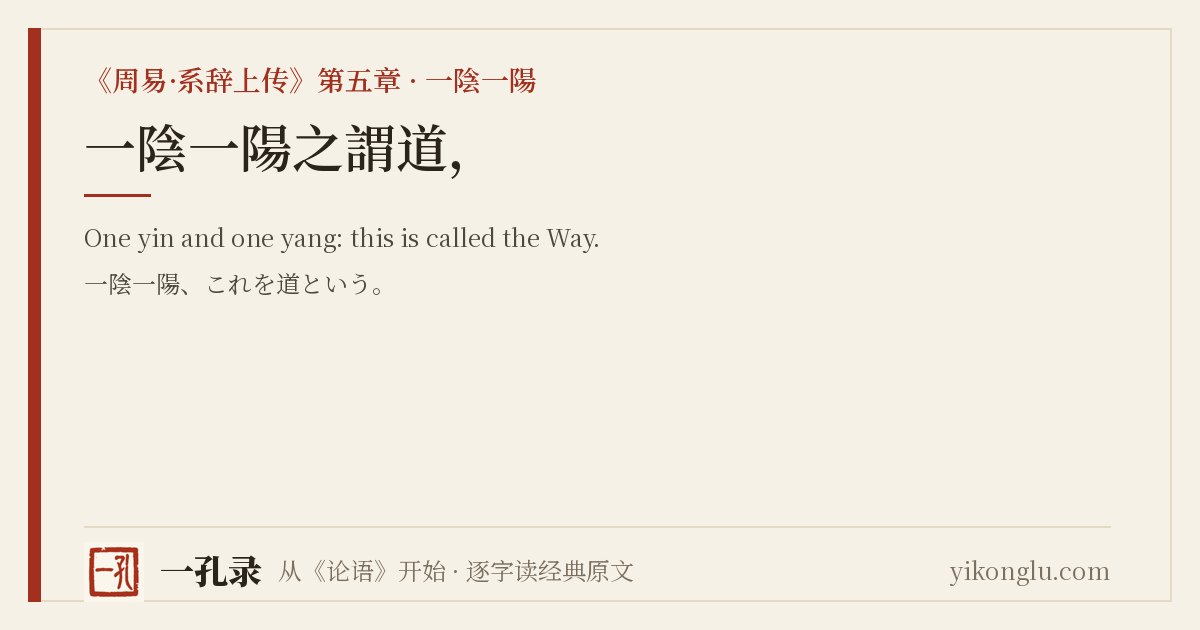 《周易·系辞上传》第五章 · 一陰一陽
一陰一陽之謂道，
One yin and one yang: this is called the Way.
一陰一陽、これを道という。
一孔
一孔录
从《论语》开始 · 逐字读经典原文
yikonglu.com